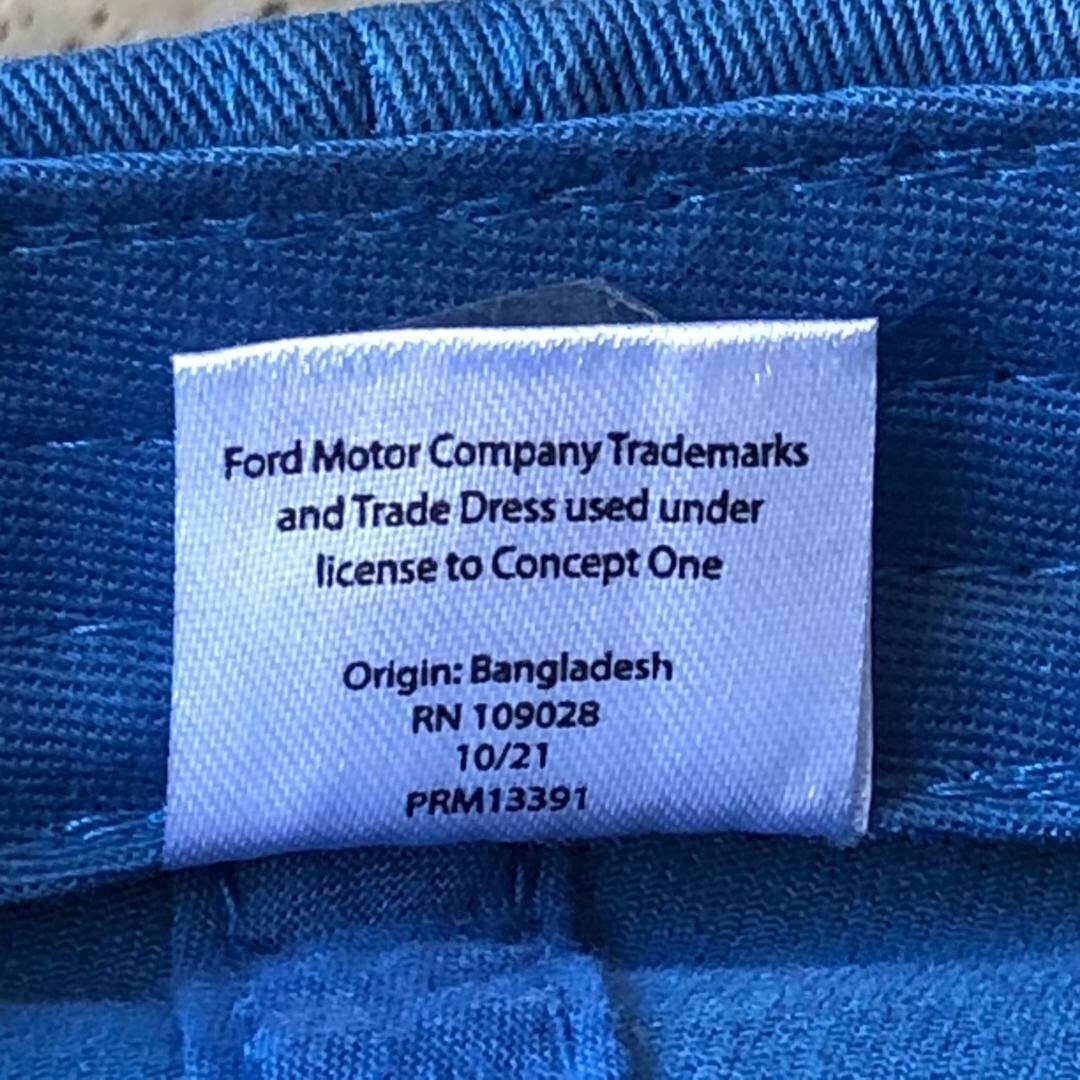 Ford Motor Company Trademarks
and Trade Dress used under
license to Concept One
Origin: Bangladesh
RN 109028
10/21
PRM13391